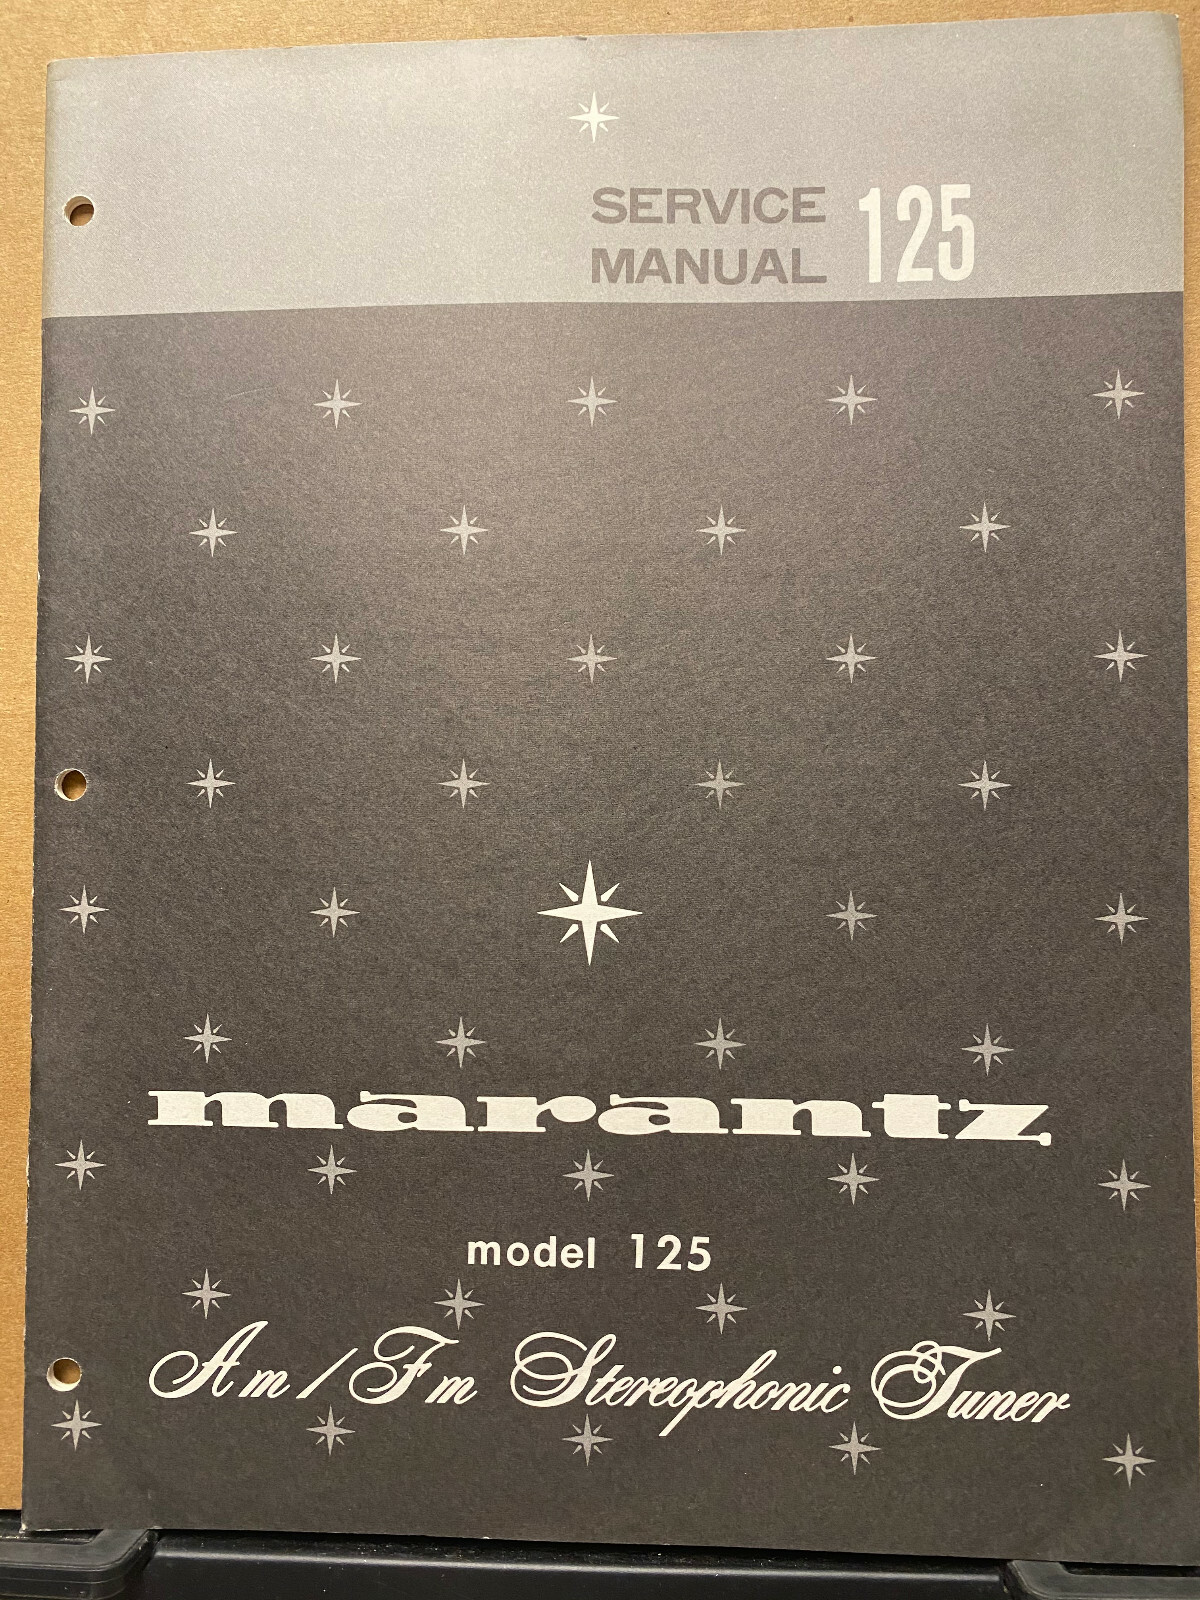 SERVICE
MANUAL 125
marantz
model 125
Am/Fm Stereophonic Tuner